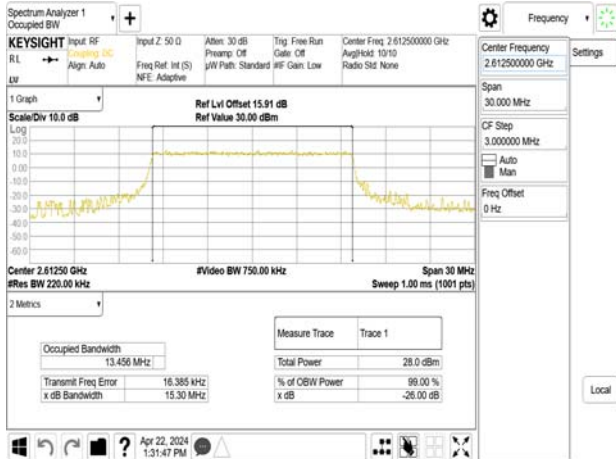 Spectrum Analyzer 1
Occupied BW
Frequency
KEYSIGHT
Input: RF
Coupling: DC
Align: Auto
RL
Input Z: 50 Ω
Freq Ref: Int (S)
NFE: Adaptive
Atten: 30 dB
Preamp: Off
µW Path: Standard
Trig: Free Run
Gate: Off
#IF Gain: Low
Center Freq: 2.612500000 GHz
Avg|Hold: 10/10
Radio Std: None
LXI
1 Graph
Scale/Div 10.0 dB
Ref Lvl Offset 15.91 dB
Ref Value 30.00 dBm
Log
20.0
10.0
0.00
-10.0
-20.0
-30.0
-40.0
-50.0
-60.0
Center 2.61250 GHz
#Res BW 220.00 kHz
#Video BW 750.00 kHz
Span 30 MHz
Sweep 1.00 ms (1001 pts)
2 Metrics
Measure Trace Trace 1
Occupied Bandwidth
13.456 MHz
Total Power 28.0 dBm
Transmit Freq Error 16.385 kHz
% of OBW Power 99.00 %
x dB Bandwidth 15.30 MHz
x dB -26.00 dB
Center Frequency
2.612500000 GHz
Settings
Span
30.000 MHz
CF Step
3.000000 MHz
Auto
Man
Freq Offset
0 Hz
Local
Apr 22, 2024
1:31:47 PM